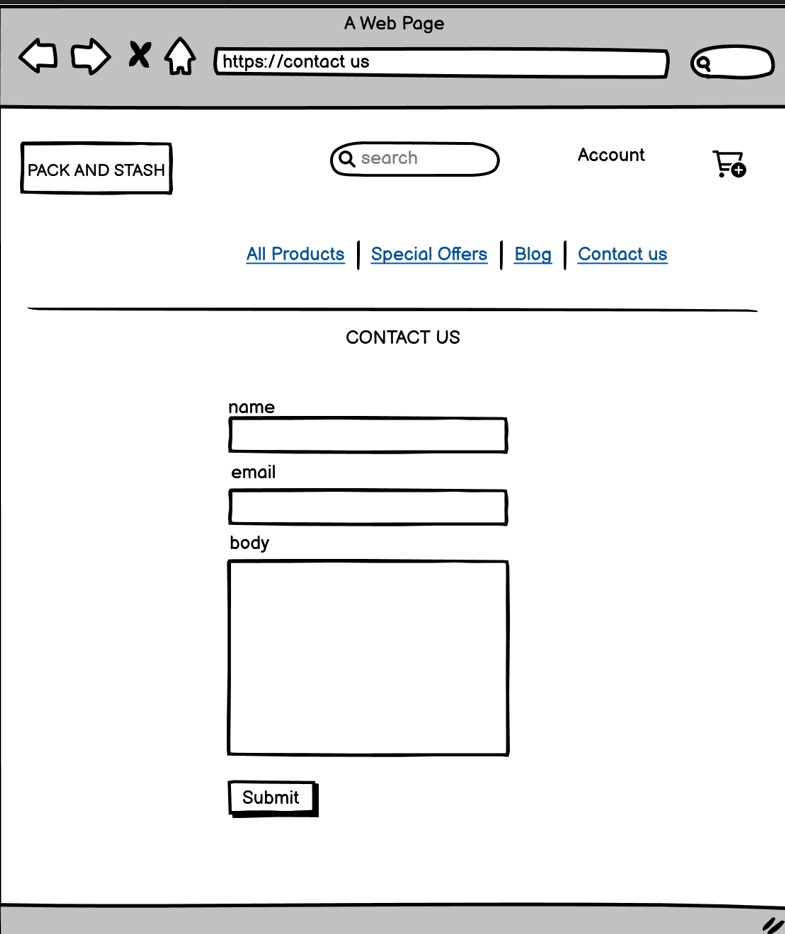 A Web Page
https://contact us
PACK AND STASH
search
Account
All Products | Special Offers | Blog | Contact us
CONTACT US
name
email
body
Submit